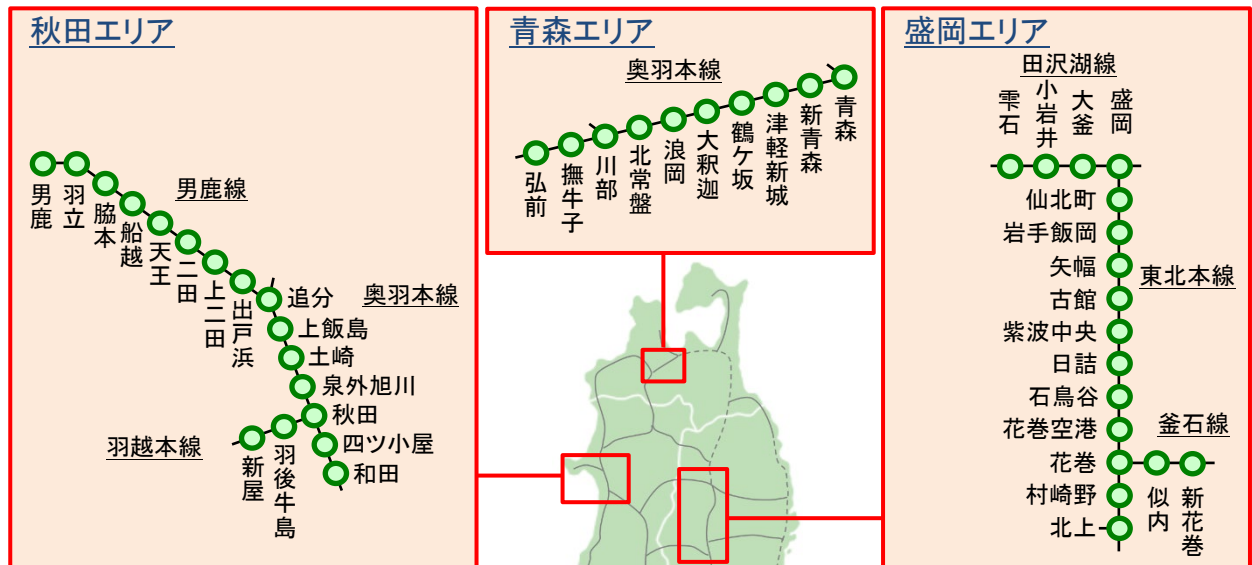 秋田エリア
男鹿線
男鹿
羽立
脇本
船越
天王
二田
上二田
出戸浜
追分
奥羽本線
上飯島
土崎
泉外旭川
秋田
羽越本線
四ツ小屋
新屋
羽後牛島
和田
青森エリア
奥羽本線
弘前
撫牛子
川部
北常盤
浪岡
大釈迦
鶴ケ坂
津軽新城
新青森
青森
盛岡エリア
田沢湖線
雫石
小岩井
大釜
盛岡
仙北町
岩手飯岡
矢幅
東北本線
古館
紫波中央
日詰
石鳥谷
花巻空港
釜石線
花巻
似内
新花巻
村崎野
北上